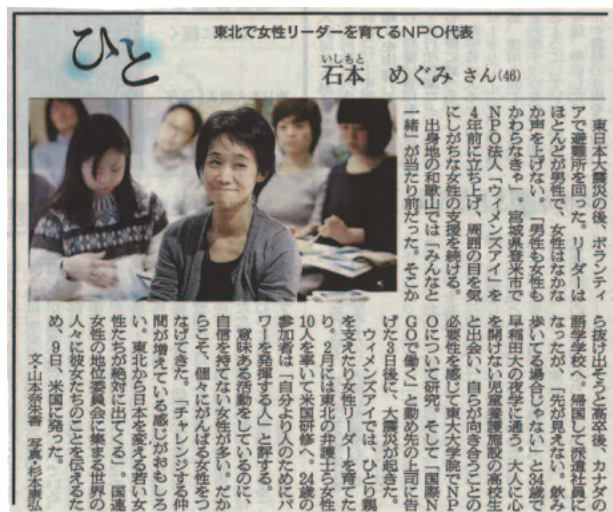 ひと
東北で女性リーダーを育てるNPO代表
いしもと
石本 めぐみ さん(46)
東日本大震災の後、ボランティ
アで避難所を回った。リーダーは
ほとんどが男性で、女性はなかな
か声を上げない。「男性も女性も
かわらなきゃ」。宮城県登米市で
NPO法人「ウィメンズアイ」を
4年前に立ち上げ、周囲の目を気
にしがちな女性の支援を続ける。
出身地の和歌山では「みんなと
一緒」が当たり前だった。そこか
ら抜け出そうと高卒後、カナダの
語学学校へ。帰国して派遣社員に
なったが、「先が見えない。飲み
歩いてる場合じゃない」と34歳で
早稲田大の夜学に通う。大人に心
を開けない児童養護施設の高校生
と出会い、自らが向き合うことの
必要性を感じて東大大学院でNP
Oについて研究。そして「国際N
GOで働く」と勤め先の上司に告
げた3日後に、大震災が起きた。
ウィメンズアイでは、ひとり親
を支えたり女性リーダーを育てた
り。2月には東北の弁護士ら女性
10人を率いて米国研修へ。24歳の
参加者は「自分より人のためにパ
ワーを発揮する人」と評する。
意味ある活動をしているのに、
自信を持てない女性が多い。だか
らこそ、個々にがんばる女性をつ
なげてきた。「チャレンジする仲
間が増えている感じがおもしろ
い。東北から日本を変える若い女
性たちが絶対に出てくる」。国連
女性の地位委員会に集まる世界の
人々に彼女たちのことを伝えるた
め、9日、米国に発った。
文・山本奈朱香 写真・杉本康弘